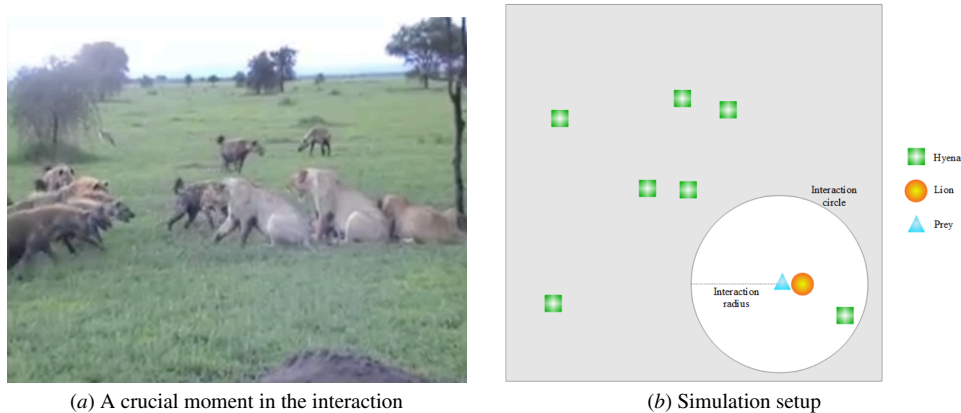 Interaction
circle
Interaction
radius
Hyena
Lion
Prey
(a) A crucial moment in the interaction
(b) Simulation setup